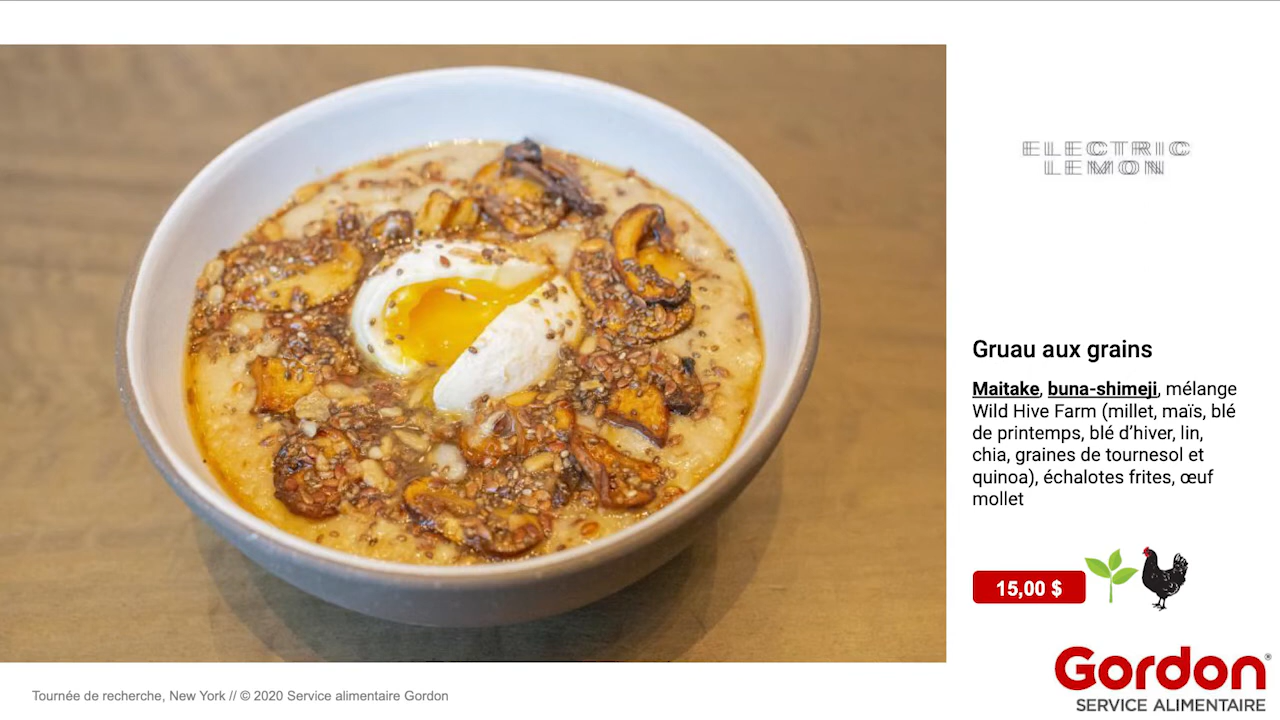 ELECTRIC
LEMON
Gruau aux grains
Maitake, buna-shimeji, mélange
Wild Hive Farm (millet, maïs, blé
de printemps, blé d’hiver, lin,
chia, graines de tournesol et
quinoa), échalotes frites, œuf
mollet
15,00 $
Gordon®
SERVICE ALIMENTAIRE
Tournée de recherche, New York // © 2020 Service alimentaire Gordon